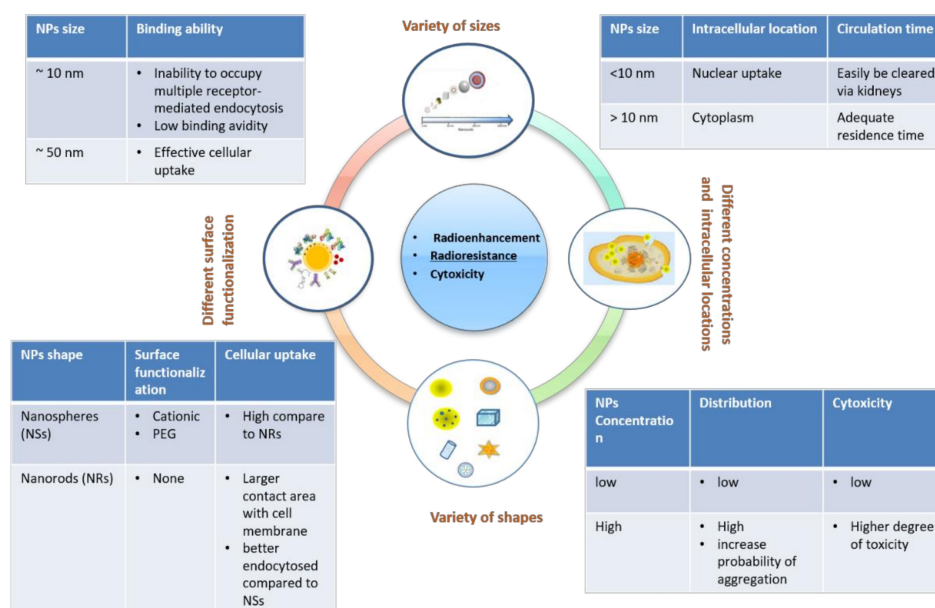 Variety of sizes
NPs size
Binding ability
~ 10 nm
• Inability to occupy
multiple receptor-
mediated endocytosis
• Low binding avidity
~ 50 nm
• Effective cellular
uptake
NPs size
Intracellular location
Circulation time
<10 nm
Nuclear uptake
Easily be cleared
via kidneys
> 10 nm
Cytoplasm
Adequate
residence time
Different surface
functionalization
• Radioenhancement
• Radioresistance
• Cytoxicity
Different concentrations
and intracellular locations
NPs shape
Surface
functionaliz
ation
Cellular uptake
Nanospheres
(NSs)
• Cationic
• PEG
• High compare
to NRs
Nanorods (NRs)
• None
• Larger
contact area
with cell
membrane
• better
endocytosed
compared to
NSs
Variety of shapes
NPs
Concentratio
n
Distribution
Cytoxicity
low
• low
• low
High
• High
• increase
probability of
aggregation
• Higher degree
of toxicity